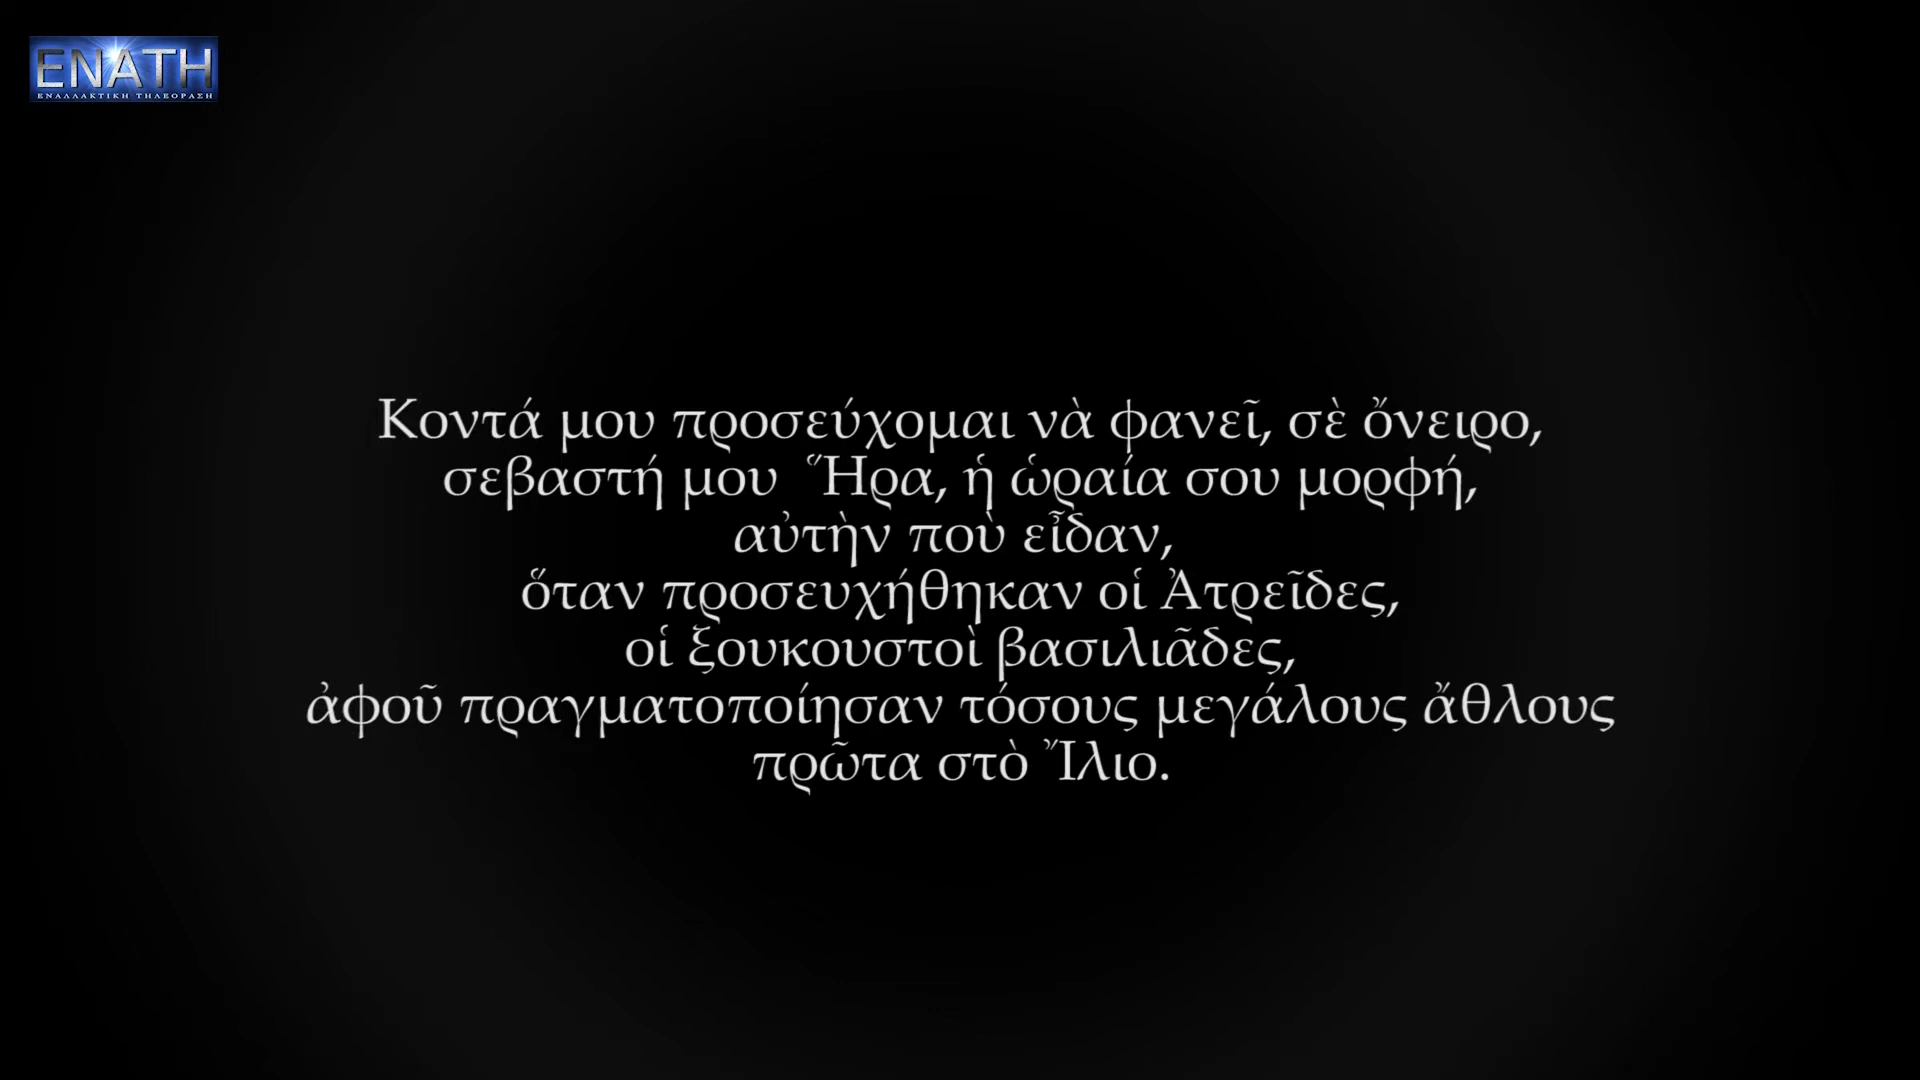 ΕΝΑΤΗ
ΕΝΑΛΛΑΚΤΙΚΗ ΤΗΛΕΟΡΑΣΗ
Κοντά μου προσεύχομαι νὰ φανεῖ, σὲ ὄνειρο,
σεβαστή μου Ἥρα, ἡ ὡραία σου μορφή,
αὐτὴν ποὺ εἶδαν,
ὅταν προσευχήθηκαν οἱ Ἀτρεῖδες,
οἱ ξουκουστοὶ βασιλιᾶδες,
ἀφοῦ πραγματοποίησαν τόσους μεγάλους ἄθλους
πρῶτα στὸ Ἴλιο.